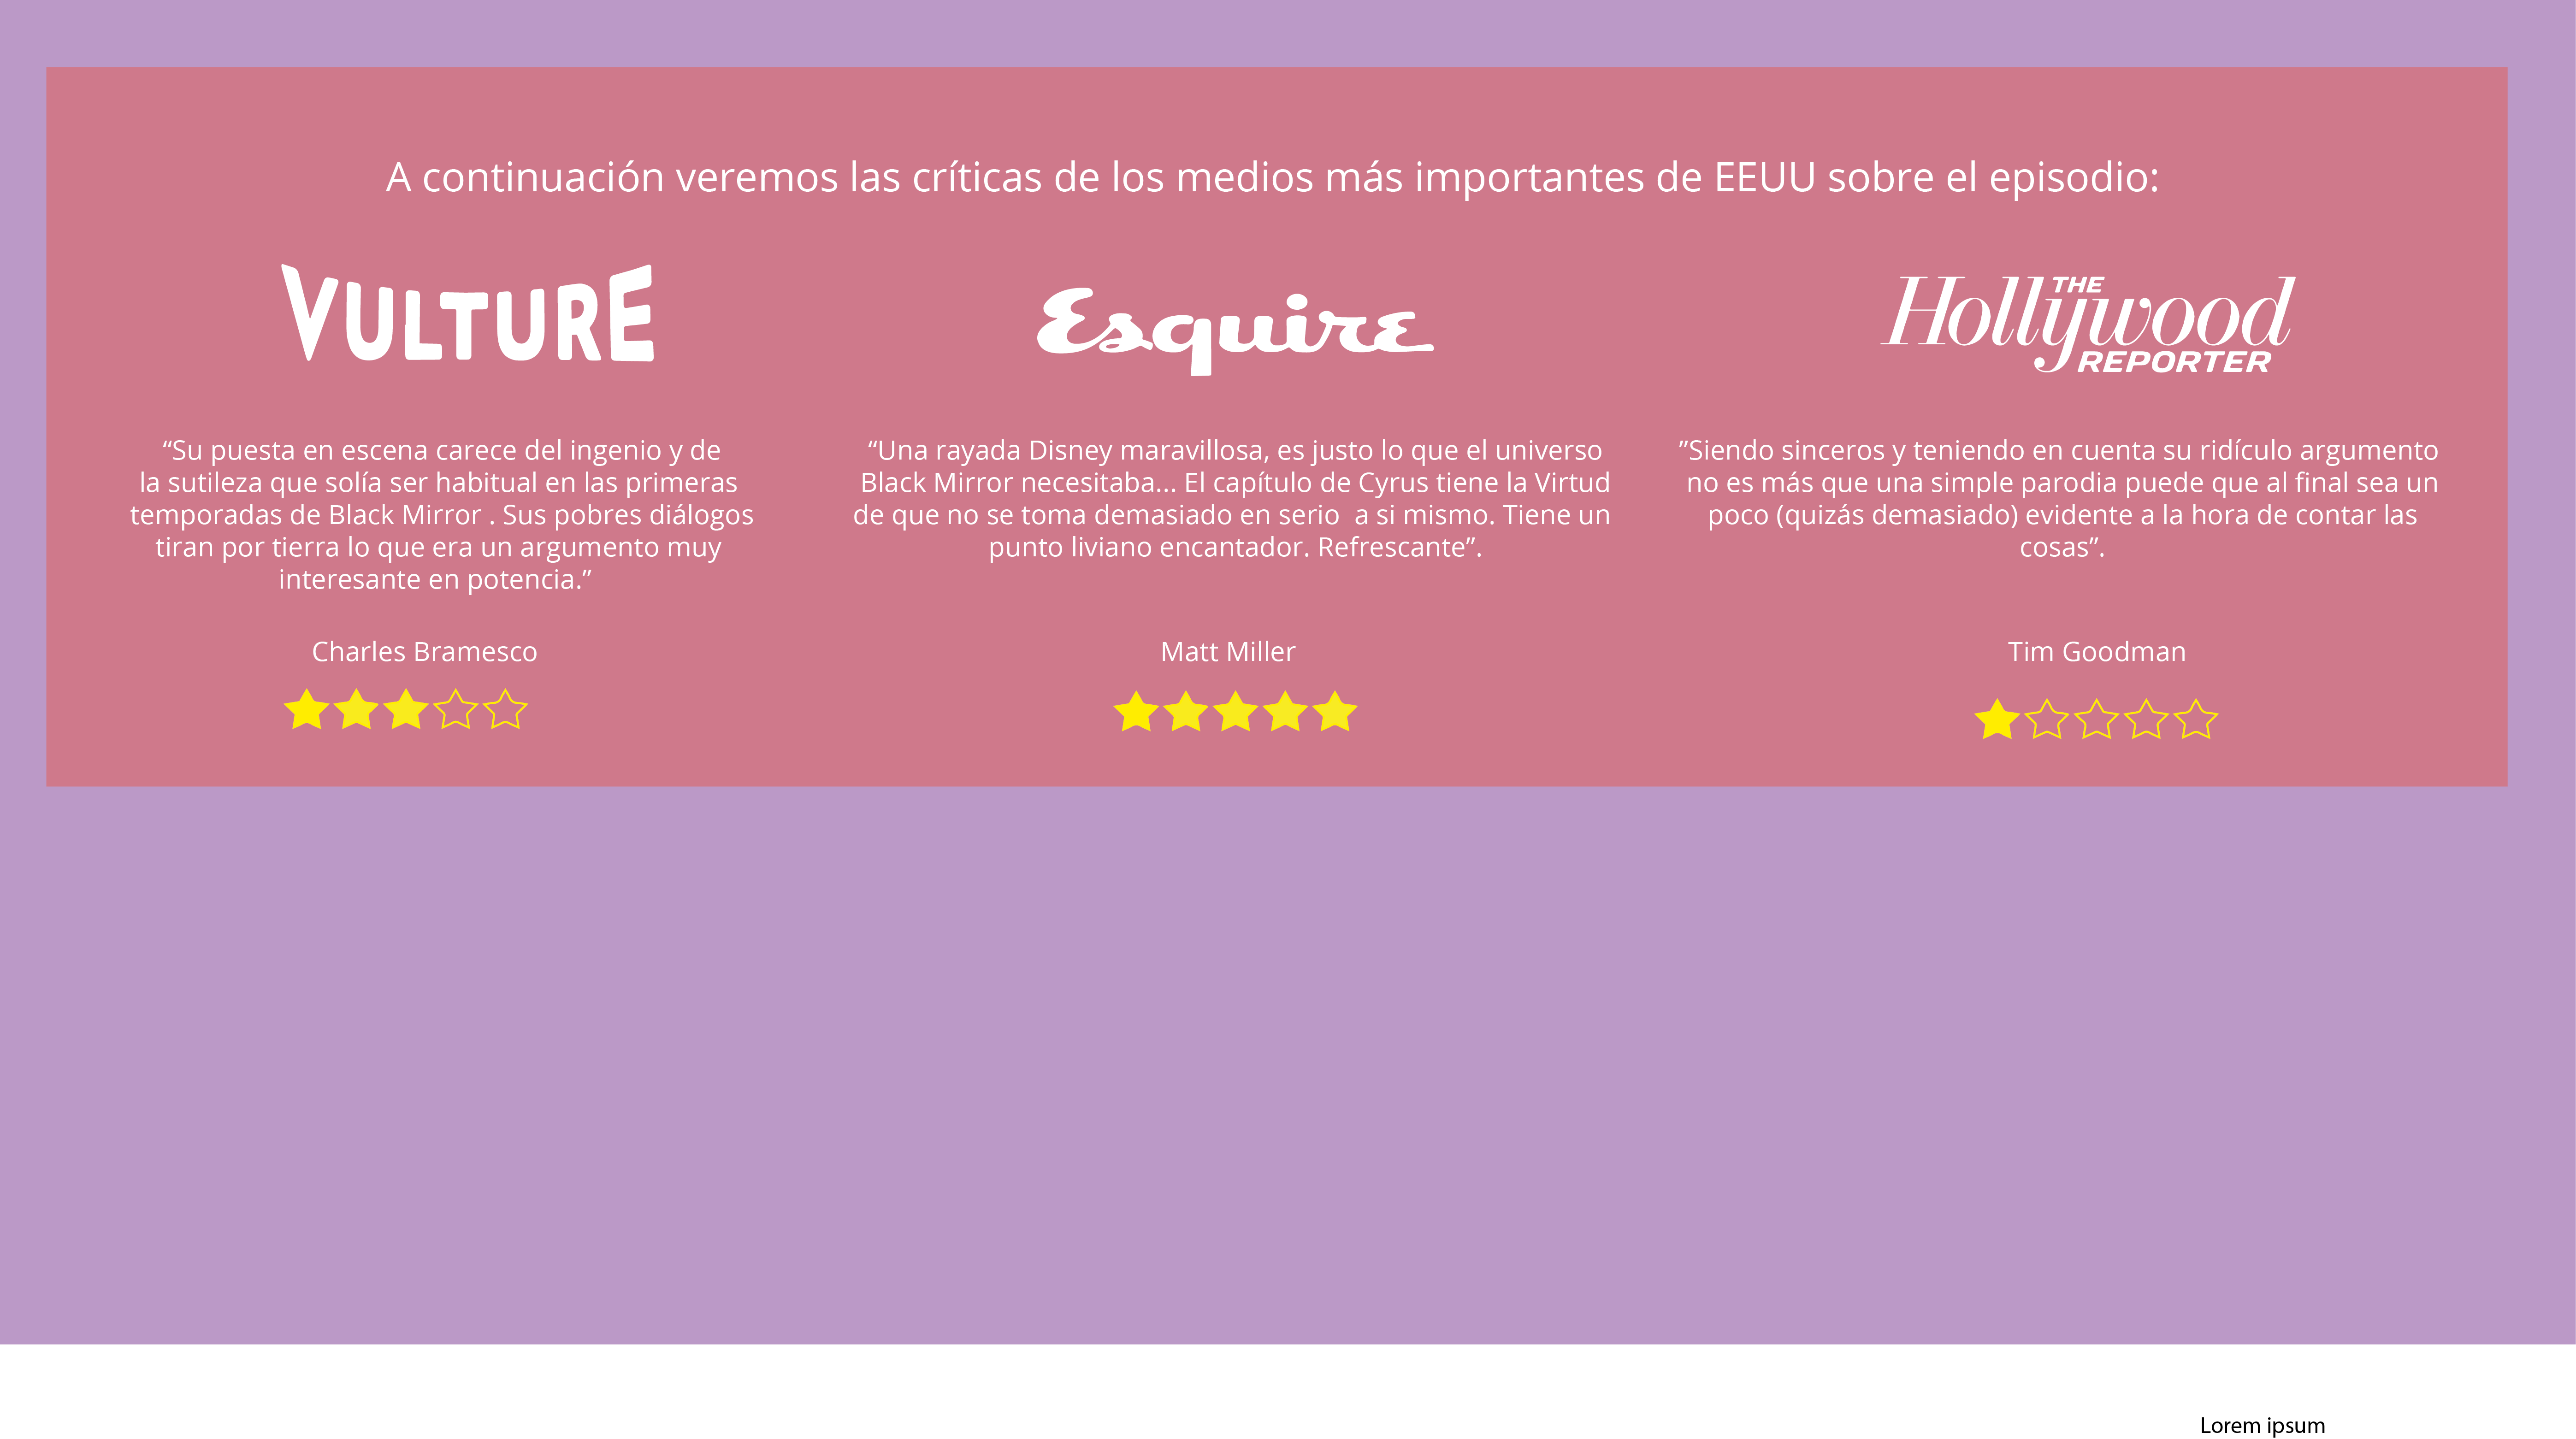 A continuación veremos las críticas de los medios más importantes de EEUU sobre el episodio:
VULTURE
“Su puesta en escena carece del ingenio y de
la sutileza que solía ser habitual en las primeras
temporadas de Black Mirror . Sus pobres diálogos
tiran por tierra lo que era un argumento muy
interesante en potencia.”
Charles Bramesco
Esquire
“Una rayada Disney maravillosa, es justo lo que el universo
Black Mirror necesitaba... El capítulo de Cyrus tiene la Virtud
de que no se toma demasiado en serio  a si mismo. Tiene un
punto liviano encantador. Refrescante”.
Matt Miller
THE
Hollywood
REPORTER
”Siendo sinceros y teniendo en cuenta su ridículo argumento
no es más que una simple parodia puede que al final sea un
poco (quizás demasiado) evidente a la hora de contar las
cosas”.
Tim Goodman
Lorem ipsum